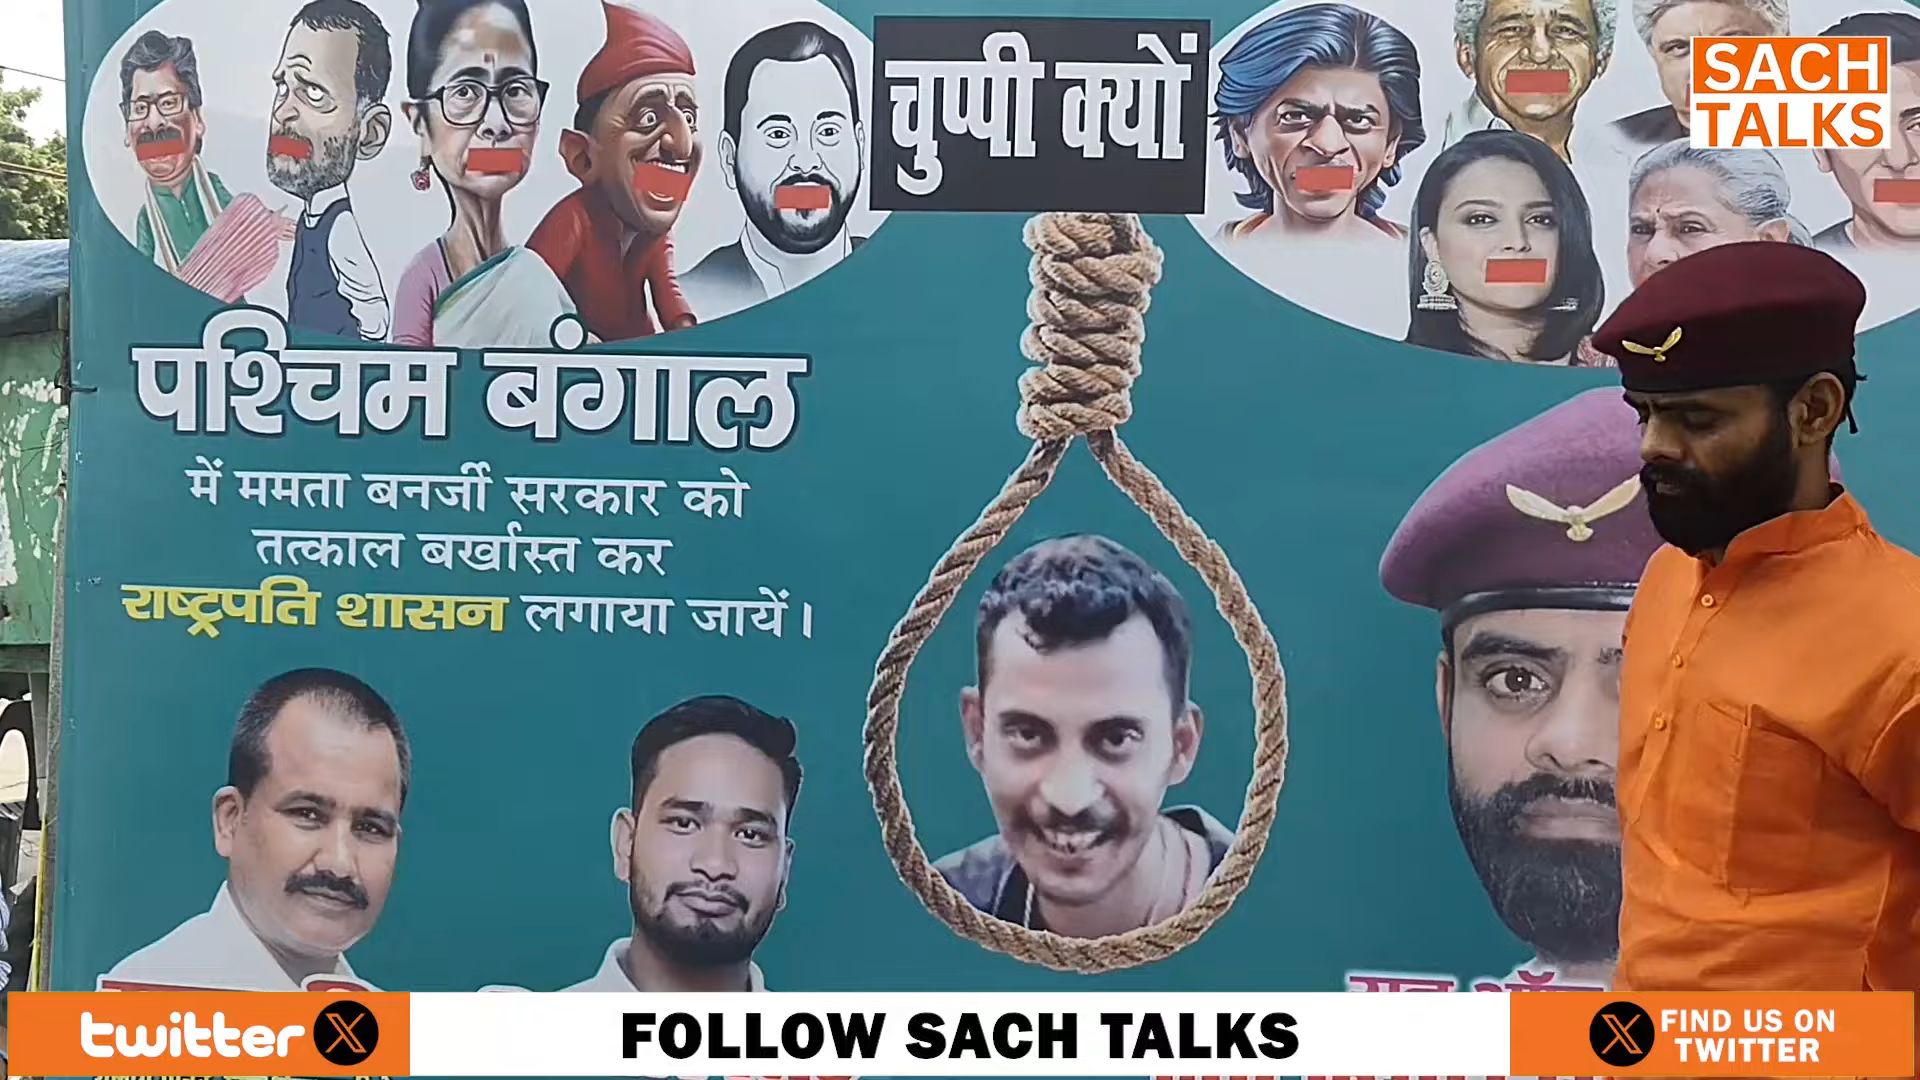 चुप्पी क्यों
SACH
TALKS
पश्चिम बंगाल
में ममता बनर्जी सरकार को
तत्काल बर्खास्त कर
राष्ट्रपति शासन लगाया जायें।
twitter X
FOLLOW SACH TALKS
X FIND US ON
TWITTER